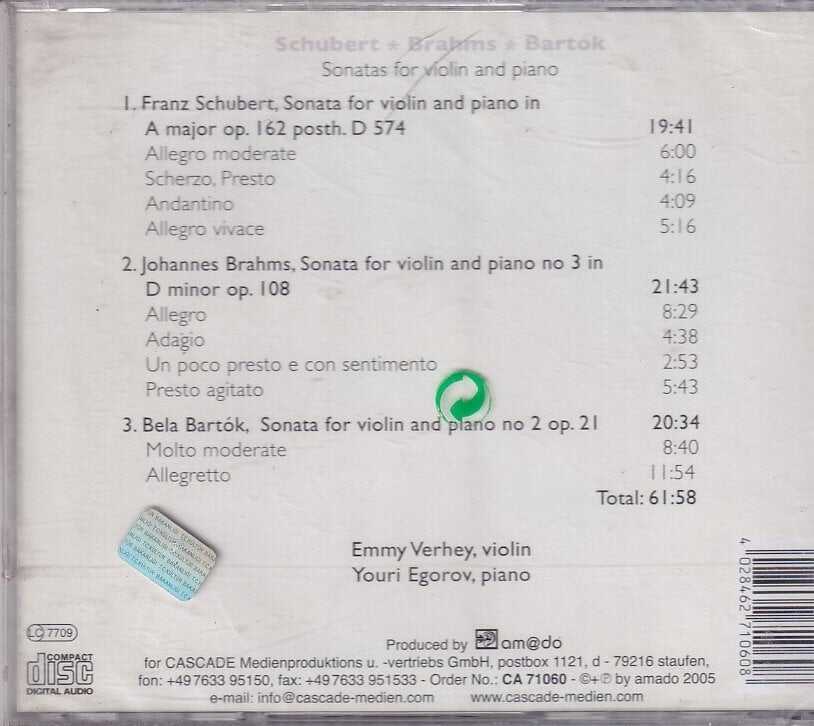 Schubert ★ Brahms ★ Bartok
Sonatas for violin and piano
1. Franz Schubert, Sonata for violin and piano in
A major op. 162 posth. D 574 19:41
Allegro moderate 6:00
Scherzo, Presto 4:16
Andantino 4:09
Allegro vivace 5:16
2. Johannes Brahms, Sonata for violin and piano no 3 in
D minor op. 108 21:43
Allegro 8:29
Adagio 4:38
Un poco presto e con sentimento 2:53
Presto agitato 5:43
3. Bela Bartók, Sonata for violin and piano no 2 op. 21 20:34
Molto moderate 8:40
Allegretto 11:54
Total: 61:58
Emmy Verhey, violin
Youri Egorov, piano
4 028462 710608
LC 7709
COMPACT
disc
DIGITAL AUDIO
Produced by am@do
for CASCADE Medienproduktions u. -vertriebs GmbH, postbox 1121, d - 79216 staufen,
fon: +49 7633 95150, fax: +49 7633 951533 - Order No.: CA 71060 - ©+℗ by amado 2005
e-mail: info@cascade-medien.com www.cascade-medien.com